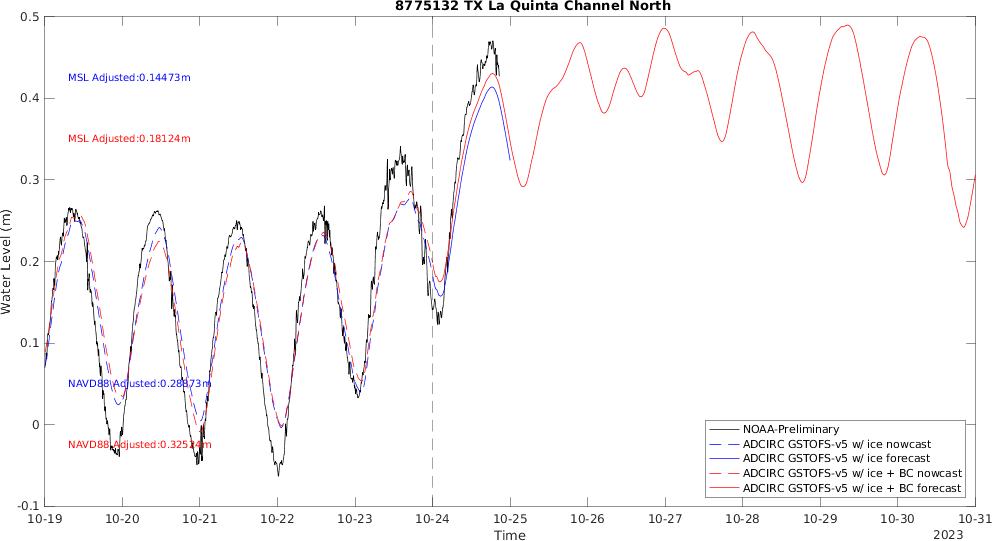 8775132 TX La Quinta Channel North
0.5
0.4
0.3
0.2
0.1
0
-0.1
Water Level (m)
MSL Adjusted:0.14473m
MSL Adjusted:0.18124m
NAVD88 Adjusted:0.28873m
NAVD88 Adjusted:0.32524m
NOAA-Preliminary
ADCIRC GSTOFS-v5 w/ ice nowcast
ADCIRC GSTOFS-v5 w/ ice forecast
ADCIRC GSTOFS-v5 w/ ice + BC nowcast
ADCIRC GSTOFS-v5 w/ ice + BC forecast
10-19 10-20 10-21 10-22 10-23 10-24 10-25 10-26 10-27 10-28 10-29 10-30 10-31
Time
2023